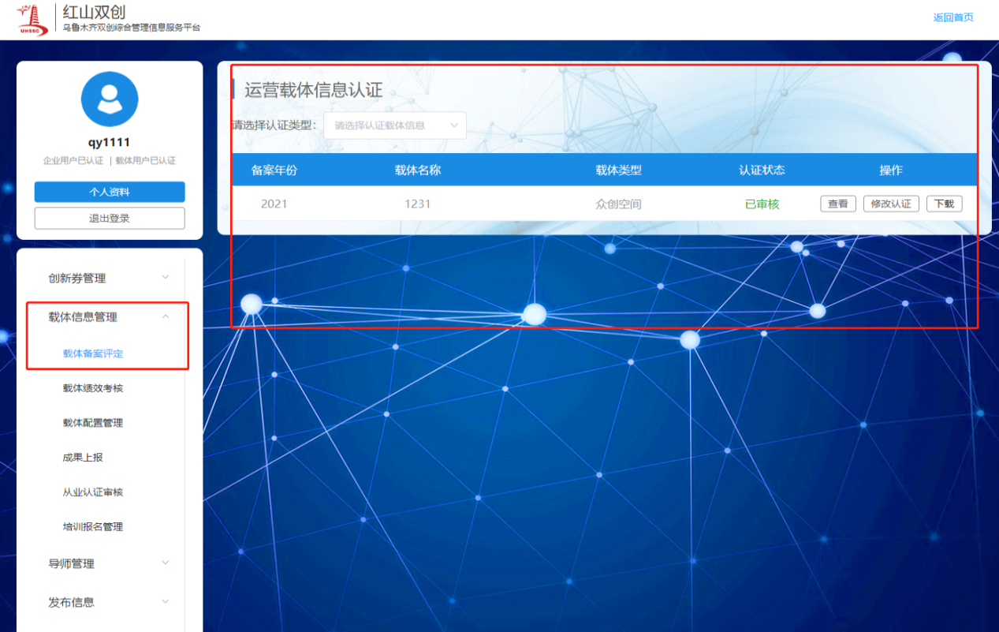 UHSSC
红山双创
乌鲁木齐双创综合管理信息服务平台
返回首页
qy1111
企业用户已认证 | 载体用户已认证
个人资料
退出登录
创新券管理
载体信息管理
载体备案评定
载体绩效考核
载体配置管理
成果上报
从业认证审核
培训报名管理
导师管理
发布信息
运营载体信息认证
请选择认证类型: 请选择认证载体信息
备案年份 载体名称 载体类型 认证状态 操作
2021 1231 众创空间 已审核 查看 修改认证 下载